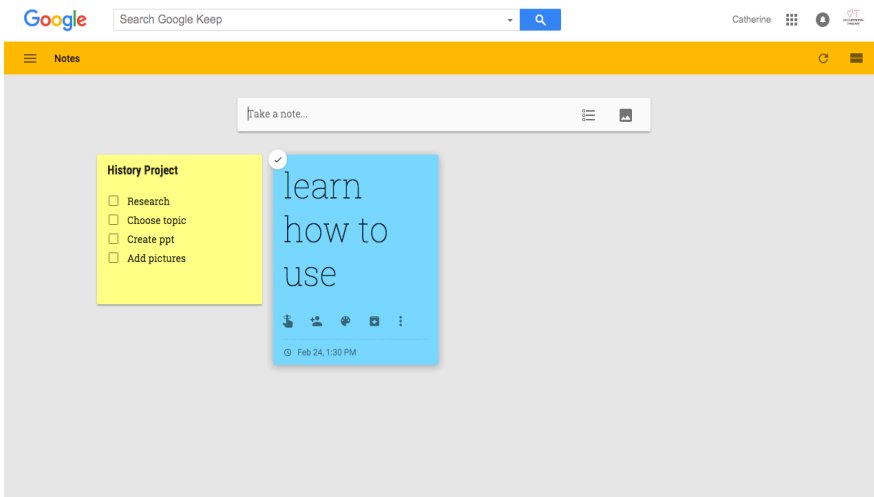 Google
Search Google Keep
Catherine
Notes
Take a note...
History Project
Research
Choose topic
Create ppt
Add pictures
learn
how to
use
Feb 24, 1:30 PM